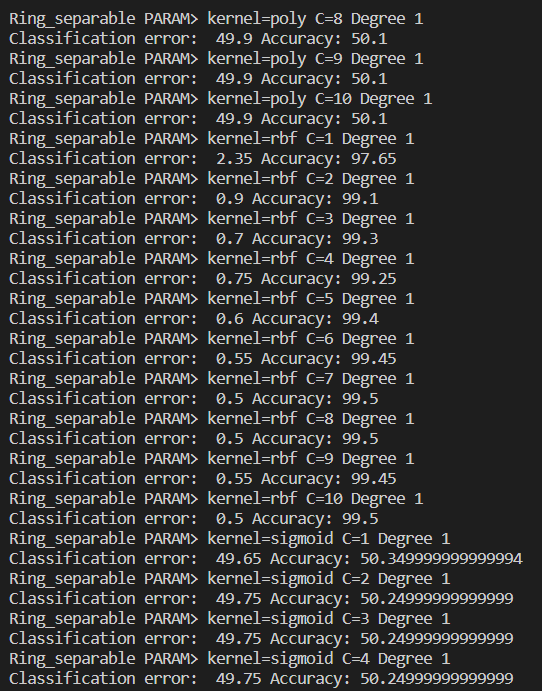 Ring_separable PARAM> kernel=poly C=8 Degree 1
Classification error:  49.9 Accuracy: 50.1
Ring_separable PARAM> kernel=poly C=9 Degree 1
Classification error:  49.9 Accuracy: 50.1
Ring_separable PARAM> kernel=poly C=10 Degree 1
Classification error:  49.9 Accuracy: 50.1
Ring_separable PARAM> kernel=rbf C=1 Degree 1
Classification error:  2.35 Accuracy: 97.65
Ring_separable PARAM> kernel=rbf C=2 Degree 1
Classification error:  0.9 Accuracy: 99.1
Ring_separable PARAM> kernel=rbf C=3 Degree 1
Classification error:  0.7 Accuracy: 99.3
Ring_separable PARAM> kernel=rbf C=4 Degree 1
Classification error:  0.75 Accuracy: 99.25
Ring_separable PARAM> kernel=rbf C=5 Degree 1
Classification error:  0.6 Accuracy: 99.4
Ring_separable PARAM> kernel=rbf C=6 Degree 1
Classification error:  0.55 Accuracy: 99.45
Ring_separable PARAM> kernel=rbf C=7 Degree 1
Classification error:  0.5 Accuracy: 99.5
Ring_separable PARAM> kernel=rbf C=8 Degree 1
Classification error:  0.5 Accuracy: 99.5
Ring_separable PARAM> kernel=rbf C=9 Degree 1
Classification error:  0.55 Accuracy: 99.45
Ring_separable PARAM> kernel=rbf C=10 Degree 1
Classification error:  0.5 Accuracy: 99.5
Ring_separable PARAM> kernel=sigmoid C=1 Degree 1
Classification error:  49.65 Accuracy: 50.349999999999994
Ring_separable PARAM> kernel=sigmoid C=2 Degree 1
Classification error:  49.75 Accuracy: 50.24999999999999
Ring_separable PARAM> kernel=sigmoid C=3 Degree 1
Classification error:  49.75 Accuracy: 50.24999999999999
Ring_separable PARAM> kernel=sigmoid C=4 Degree 1
Classification error:  49.75 Accuracy: 50.24999999999999